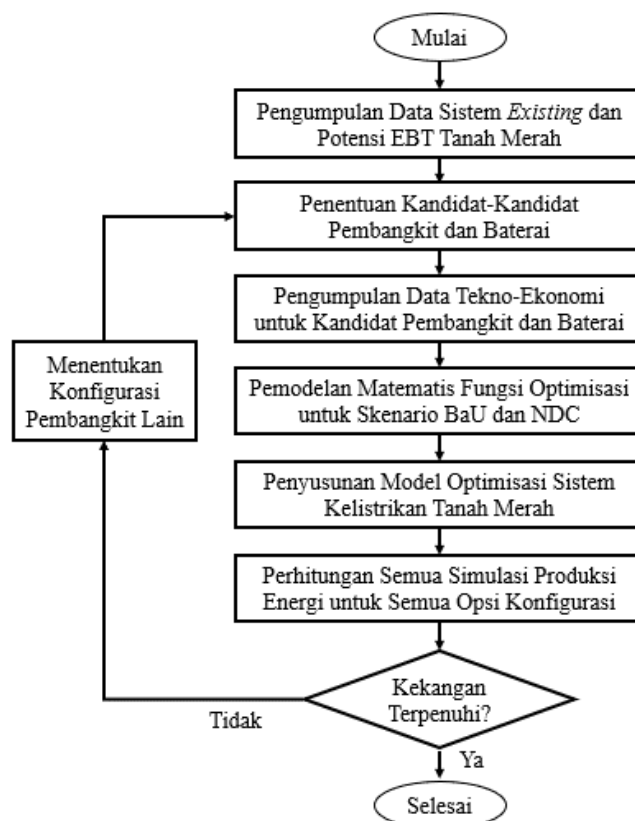 Mulai
Pengumpulan Data Sistem Existing dan
Potensi EBT Tanah Merah
Penentuan Kandidat-Kandidat
Pembangkit dan Baterai
Pengumpulan Data Tekno-Ekonomi
untuk Kandidat Pembangkit dan Baterai
Menentukan
Konfigurasi
Pembangkit Lain
Pemodelan Matematis Fungsi Optimisasi
untuk Skenario BaU dan NDC
Penyusunan Model Optimisasi Sistem
Kelistrikan Tanah Merah
Perhitungan Semua Simulasi Produksi
Energi untuk Semua Opsi Konfigurasi
Kekangan
Terpenuhi?
Tidak
Ya
Selesai